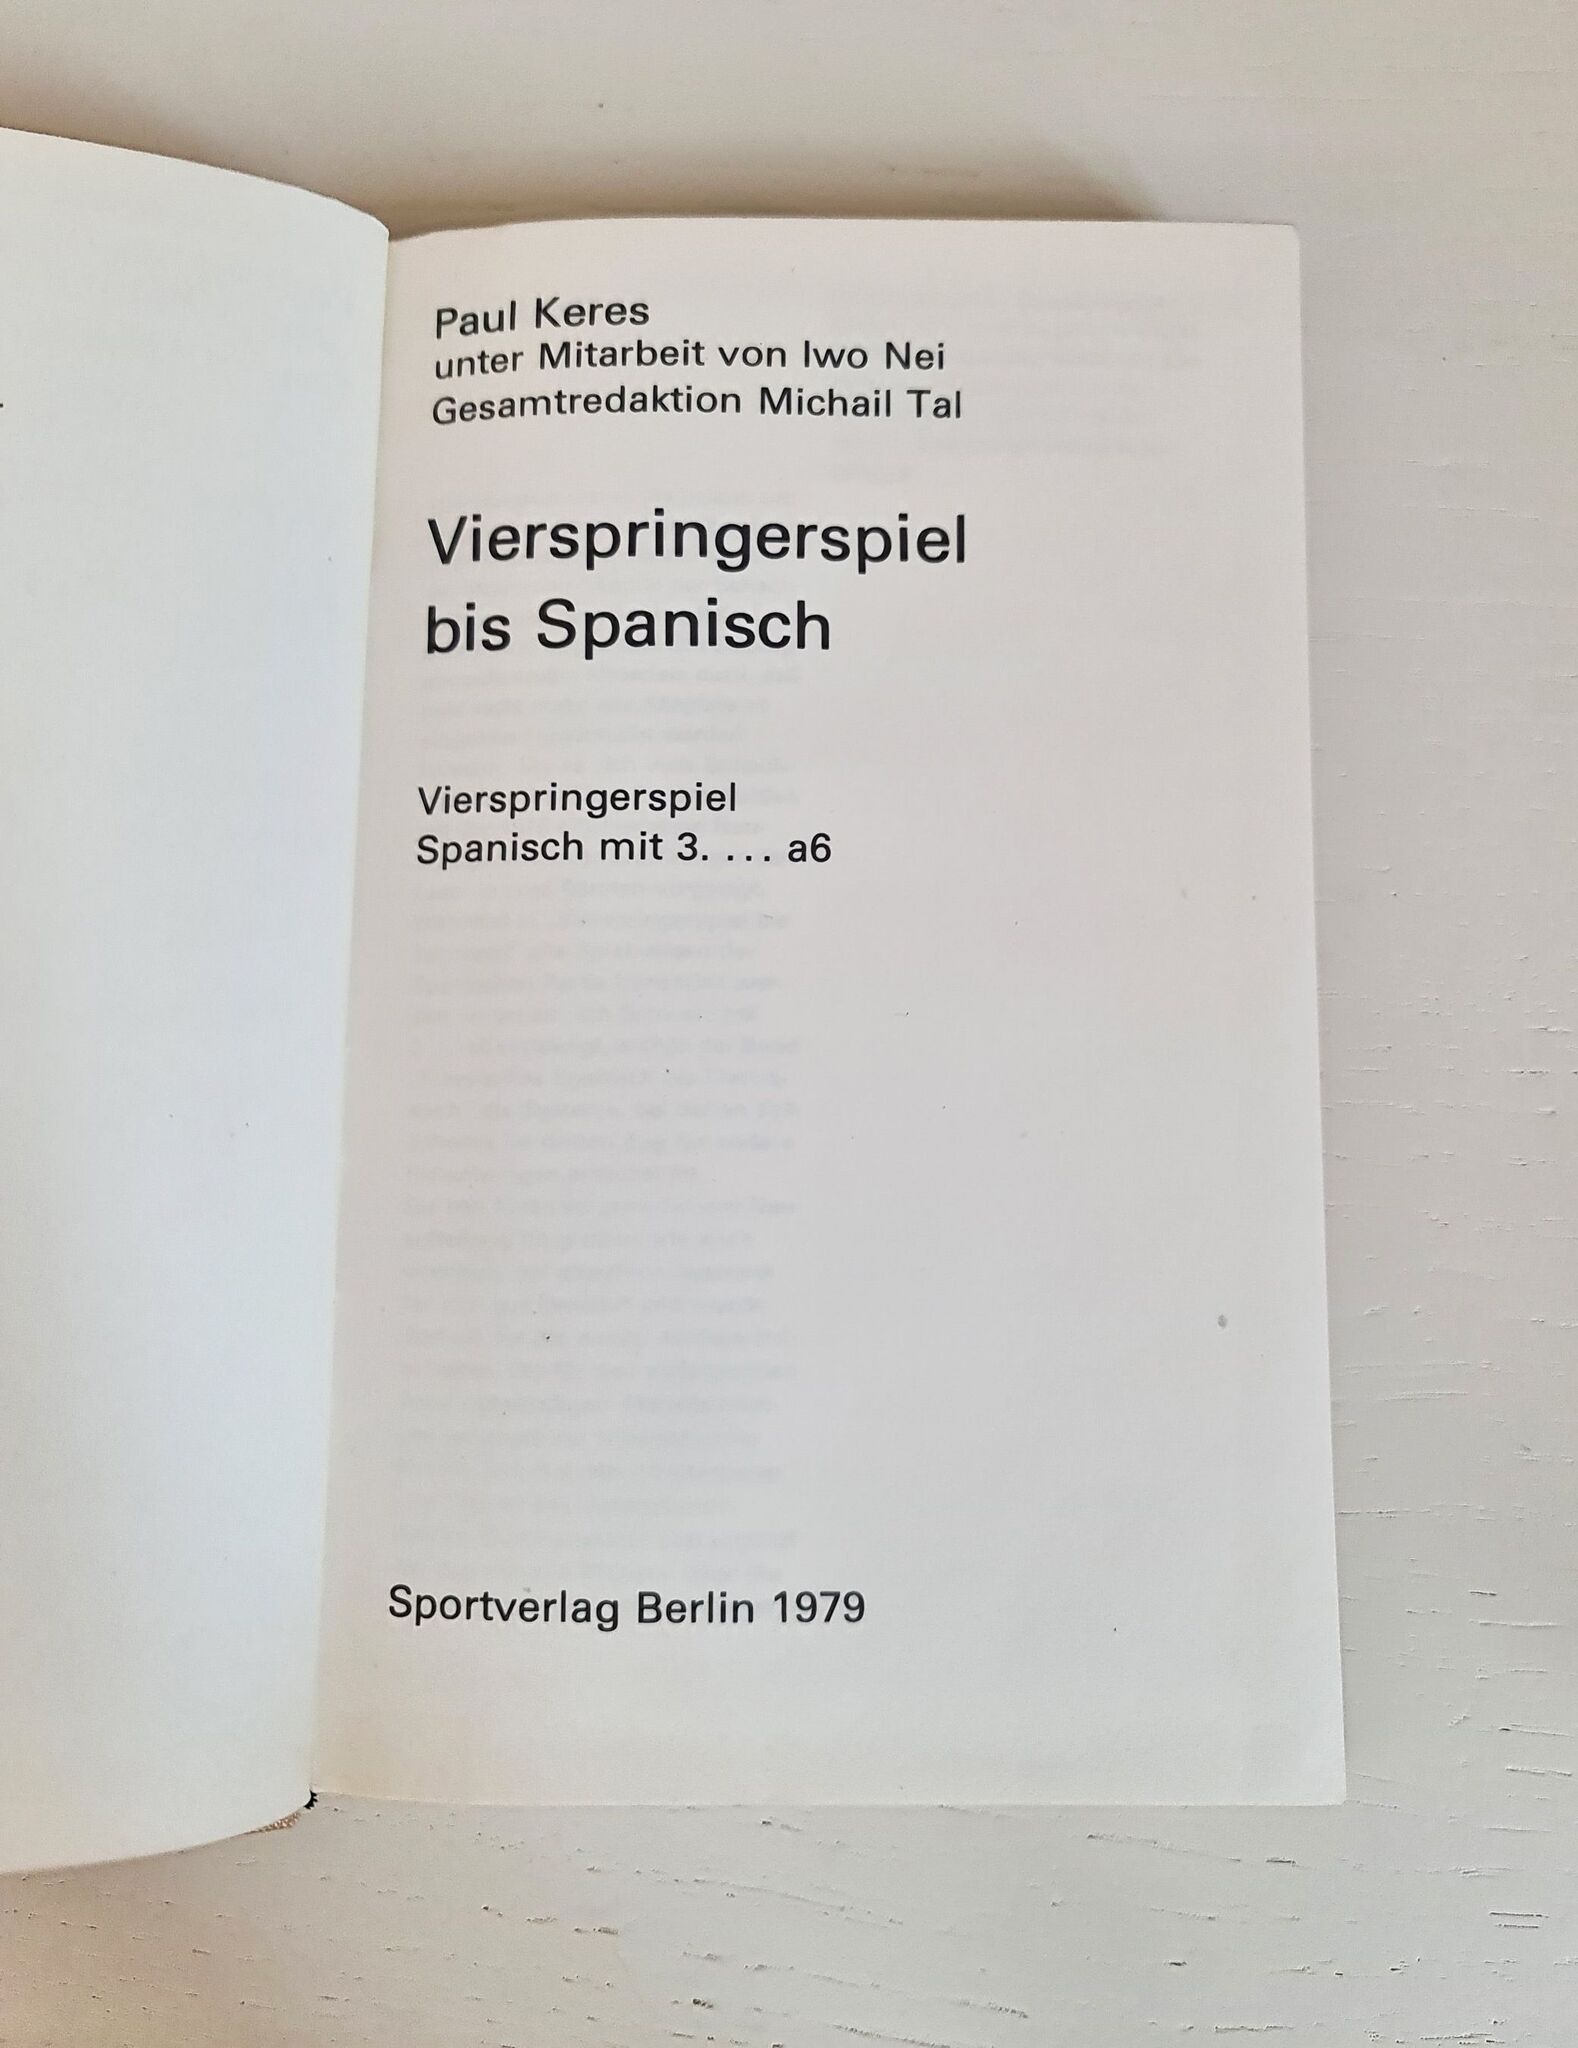 Paul Keres
unter Mitarbeit von Iwo Nei
Gesamtredaktion Michail Tal
Vierspringerspiel
bis Spanisch
Vierspringerspiel
Spanisch mit 3. ... a6
Sportverlag Berlin 1979